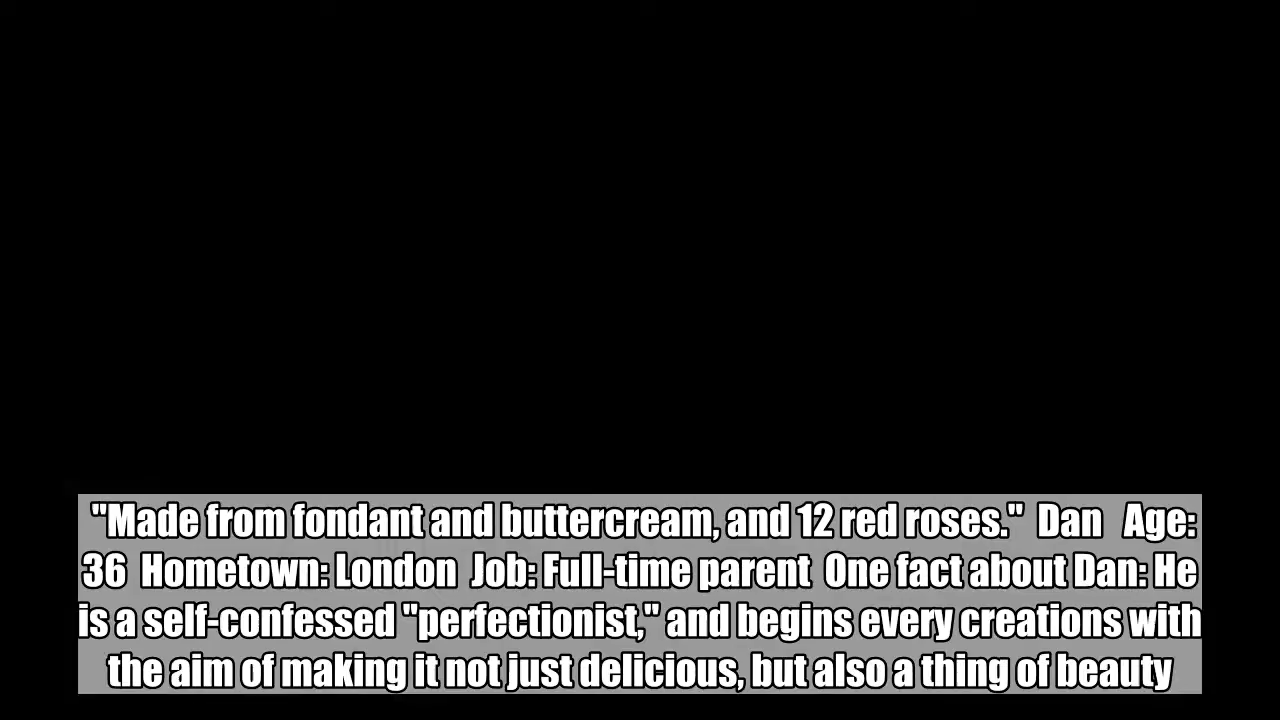 "Made from fondant and buttercream, and 12 red roses."  Dan   Age:
36  Hometown: London  Job: Full-time parent  One fact about Dan: He
is a self-confessed "perfectionist," and begins every creations with
the aim of making it not just delicious, but also a thing of beauty